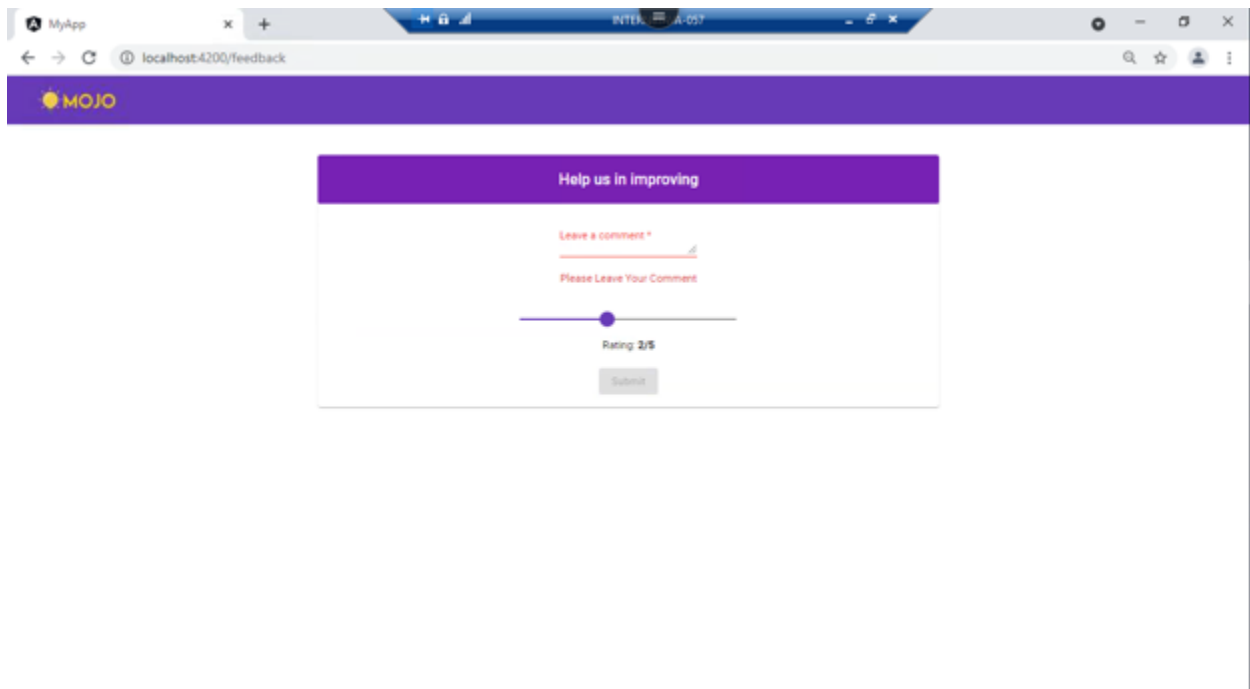 MyApp
localhost:4200/feedback
MOJO
Help us in improving
Leave a comment *
Please Leave Your Comment
Rating: 2/5
Submit